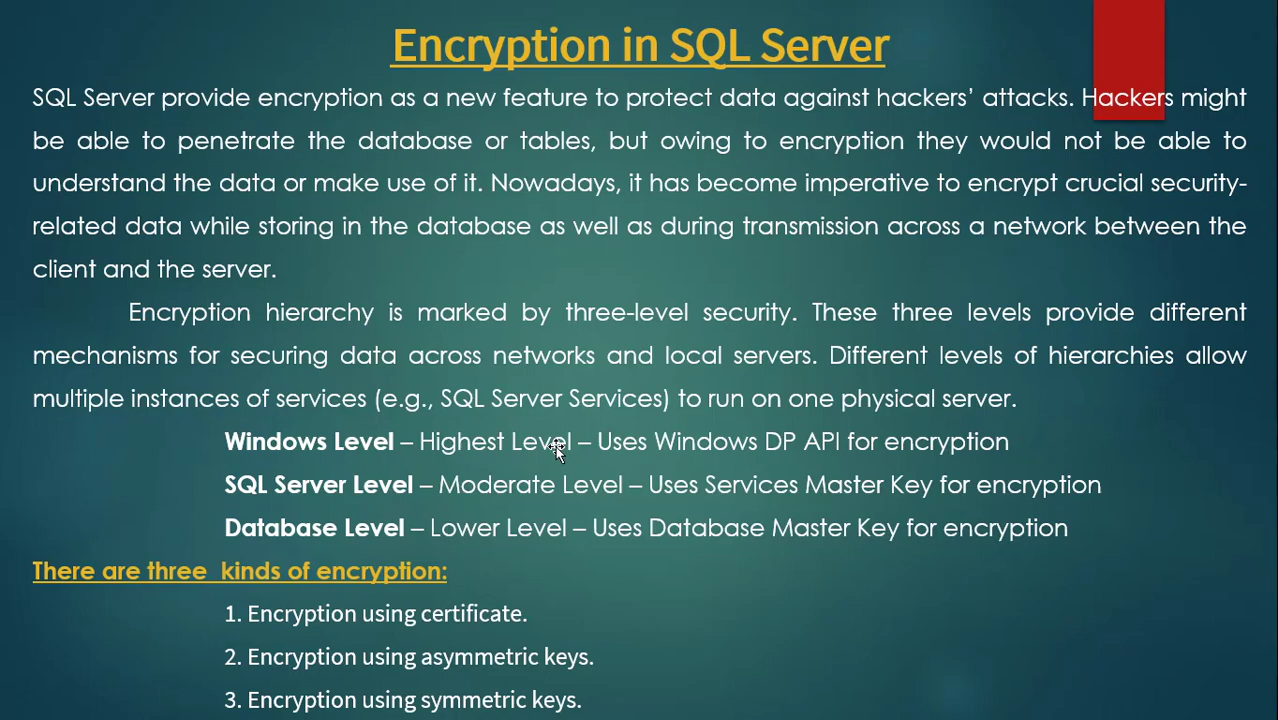 Encryption in SQL Server
SQL Server provide encryption as a new feature to protect data against hackers’ attacks. Hackers might
be able to penetrate the database or tables, but owing to encryption they would not be able to
understand the data or make use of it. Nowadays, it has become imperative to encrypt crucial security-
related data while storing in the database as well as during transmission across a network between the
client and the server.
Encryption hierarchy is marked by three-level security. These three levels provide different
mechanisms for securing data across networks and local servers. Different levels of hierarchies allow
multiple instances of services (e.g., SQL Server Services) to run on one physical server.
Windows Level – Highest Level – Uses Windows DP API for encryption
SQL Server Level – Moderate Level – Uses Services Master Key for encryption
Database Level – Lower Level – Uses Database Master Key for encryption
There are three kinds of encryption:
1. Encryption using certificate.
2. Encryption using asymmetric keys.
3. Encryption using symmetric keys.